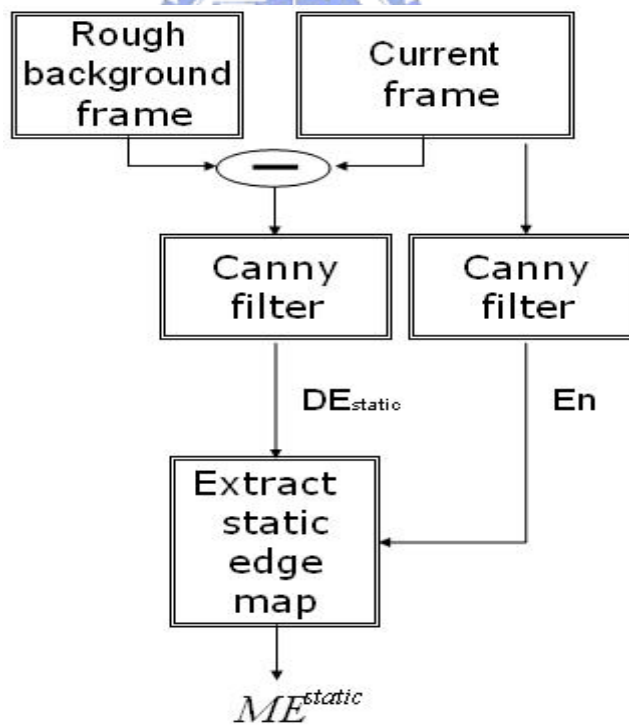 Rough
background
frame
Current
frame
−
Canny
filter
Canny
filter
DEstatic
En
Extract
static
edge
map
ME^static